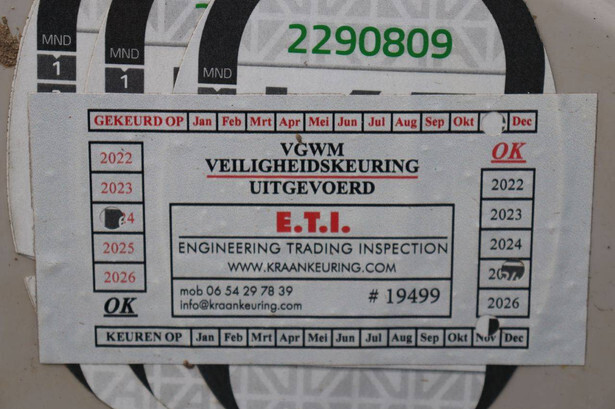 2290809
MND
MND
MND
1
1
GEKEURD OP Jan Feb Mrt Apr Mei Jun Jul Aug Sep Okt Dec
VGWM
VEILIGHEIDSKEURING
UITGEVOERD
OK
2022
2023
4
2025
2026
OK
2022
2023
2024
20
2026
E.T.I.
ENGINEERING TRADING INSPECTION
WWW.KRAANKEURING.COM
mob 06 54 29 78 39
info@kraankeuring.com
# 19499
KEUREN OP Jan Feb Mrt Apr Mei Jun Jul Aug Sep Okt Nov Dec